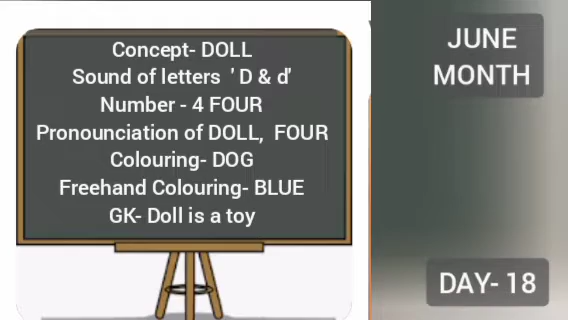 Concept- DOLL
Sound of letters ' D & d'
Number - 4 FOUR
Pronounciation of DOLL, FOUR
Colouring- DOG
Freehand Colouring- BLUE
GK- Doll is a toy
JUNE
MONTH
DAY- 18